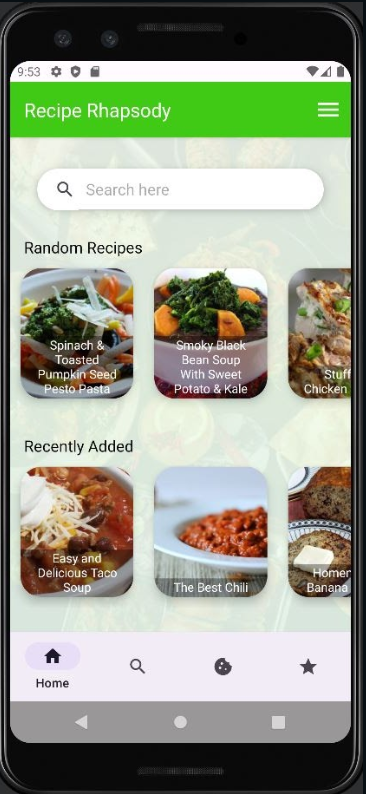 9:53
Recipe Rhapsody
Search here
Random Recipes
Spinach &
Toasted
Pumpkin Seed
Pesto Pasta
Smoky Black
Bean Soup
With Sweet
Potato & Kale
Stuff
Chicken
Recently Added
Easy and
Delicious Taco
Soup
The Best Chili
Homem
Banana
Home